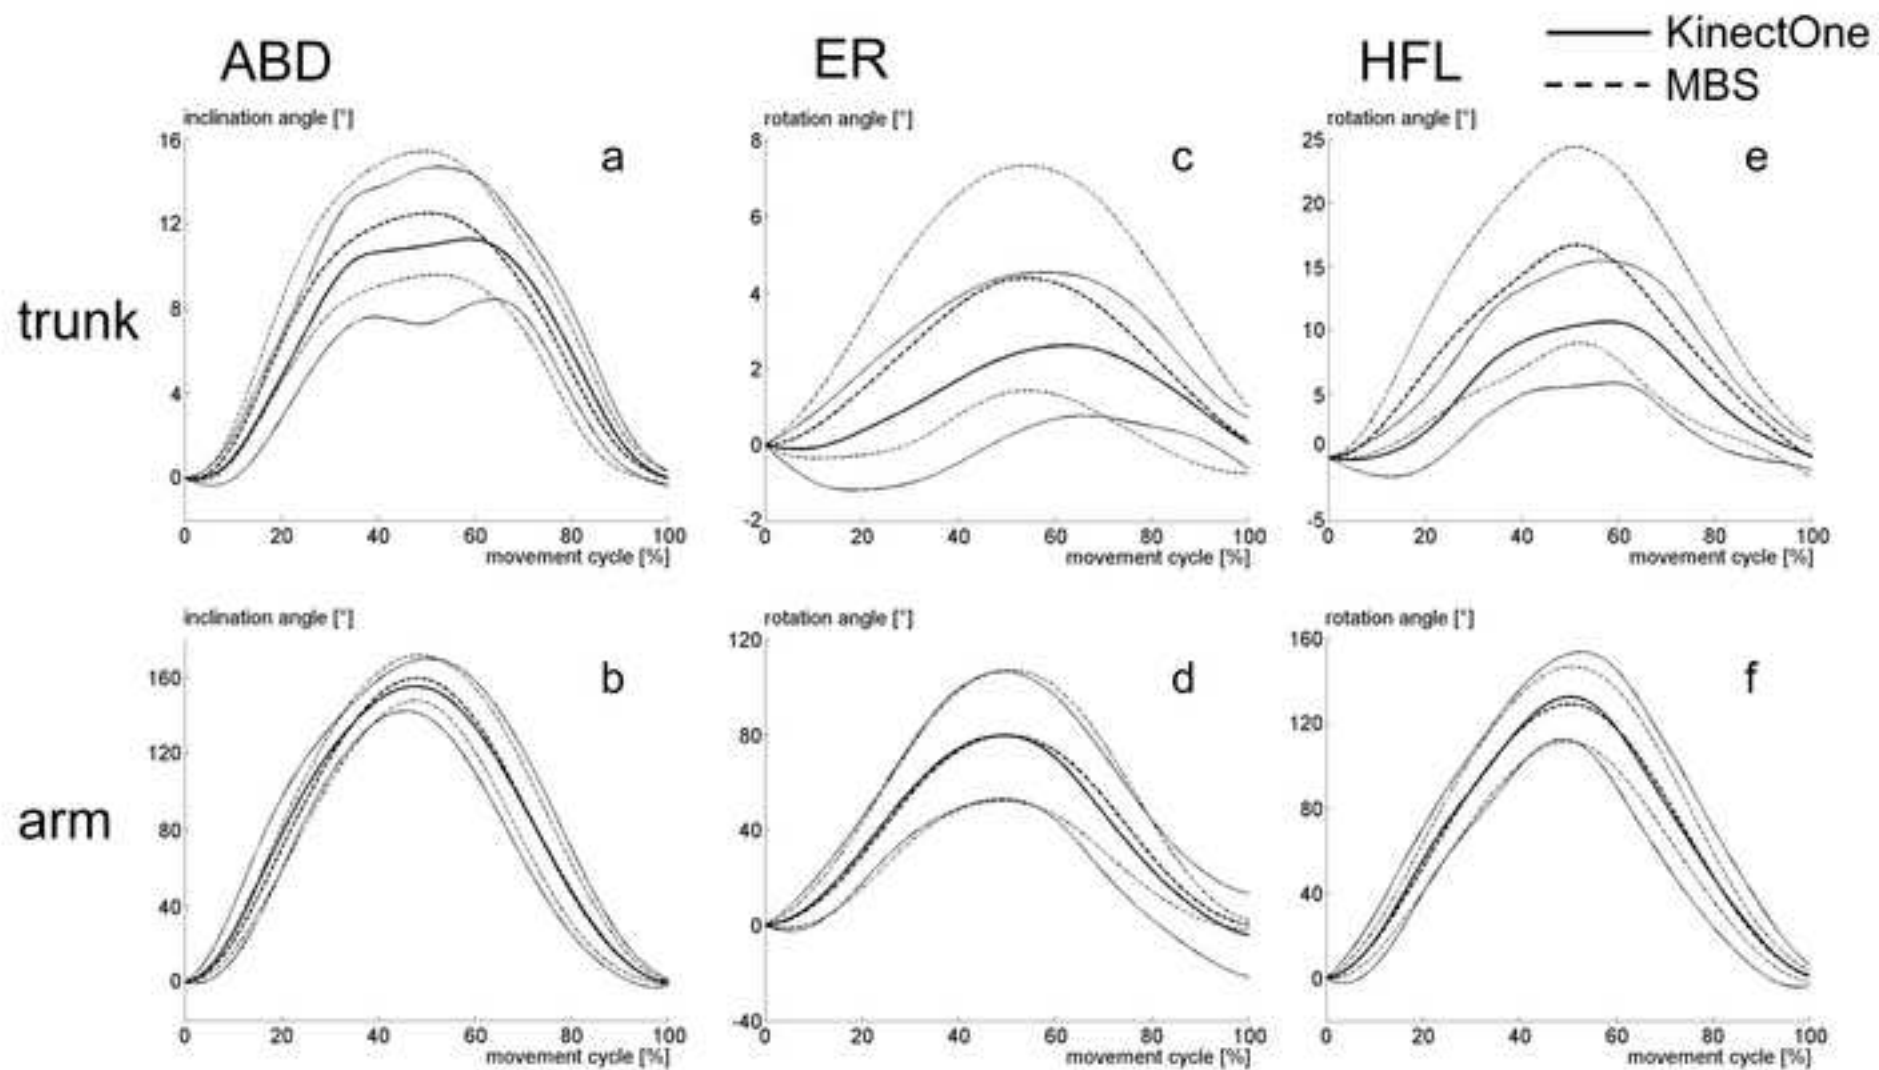 ABD
ER
HFL
KinectOne
MBS
trunk
inclination angle [°]
a
16
12
8
4
0
0 20 40 60 80 100
movement cycle [%]
rotation angle [°]
c
8
6
4
2
0
-2
0 20 40 60 80 100
movement cycle [%]
rotation angle [°]
e
25
20
15
10
5
0
-5
0 20 40 60 80 100
movement cycle [%]
arm
inclination angle [°]
b
160
120
80
40
0
0 20 40 60 80 100
movement cycle [%]
rotation angle [°]
d
120
80
40
0
-40
0 20 40 60 80 100
movement cycle [%]
rotation angle [°]
f
160
120
80
40
0
0 20 40 60 80 100
movement cycle [%]